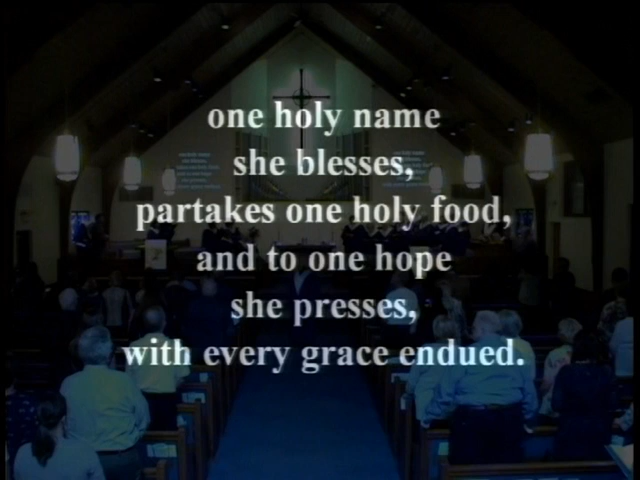 one holy name
she blesses,
partakes one holy food,
and to one hope
she presses,
with every grace endued.